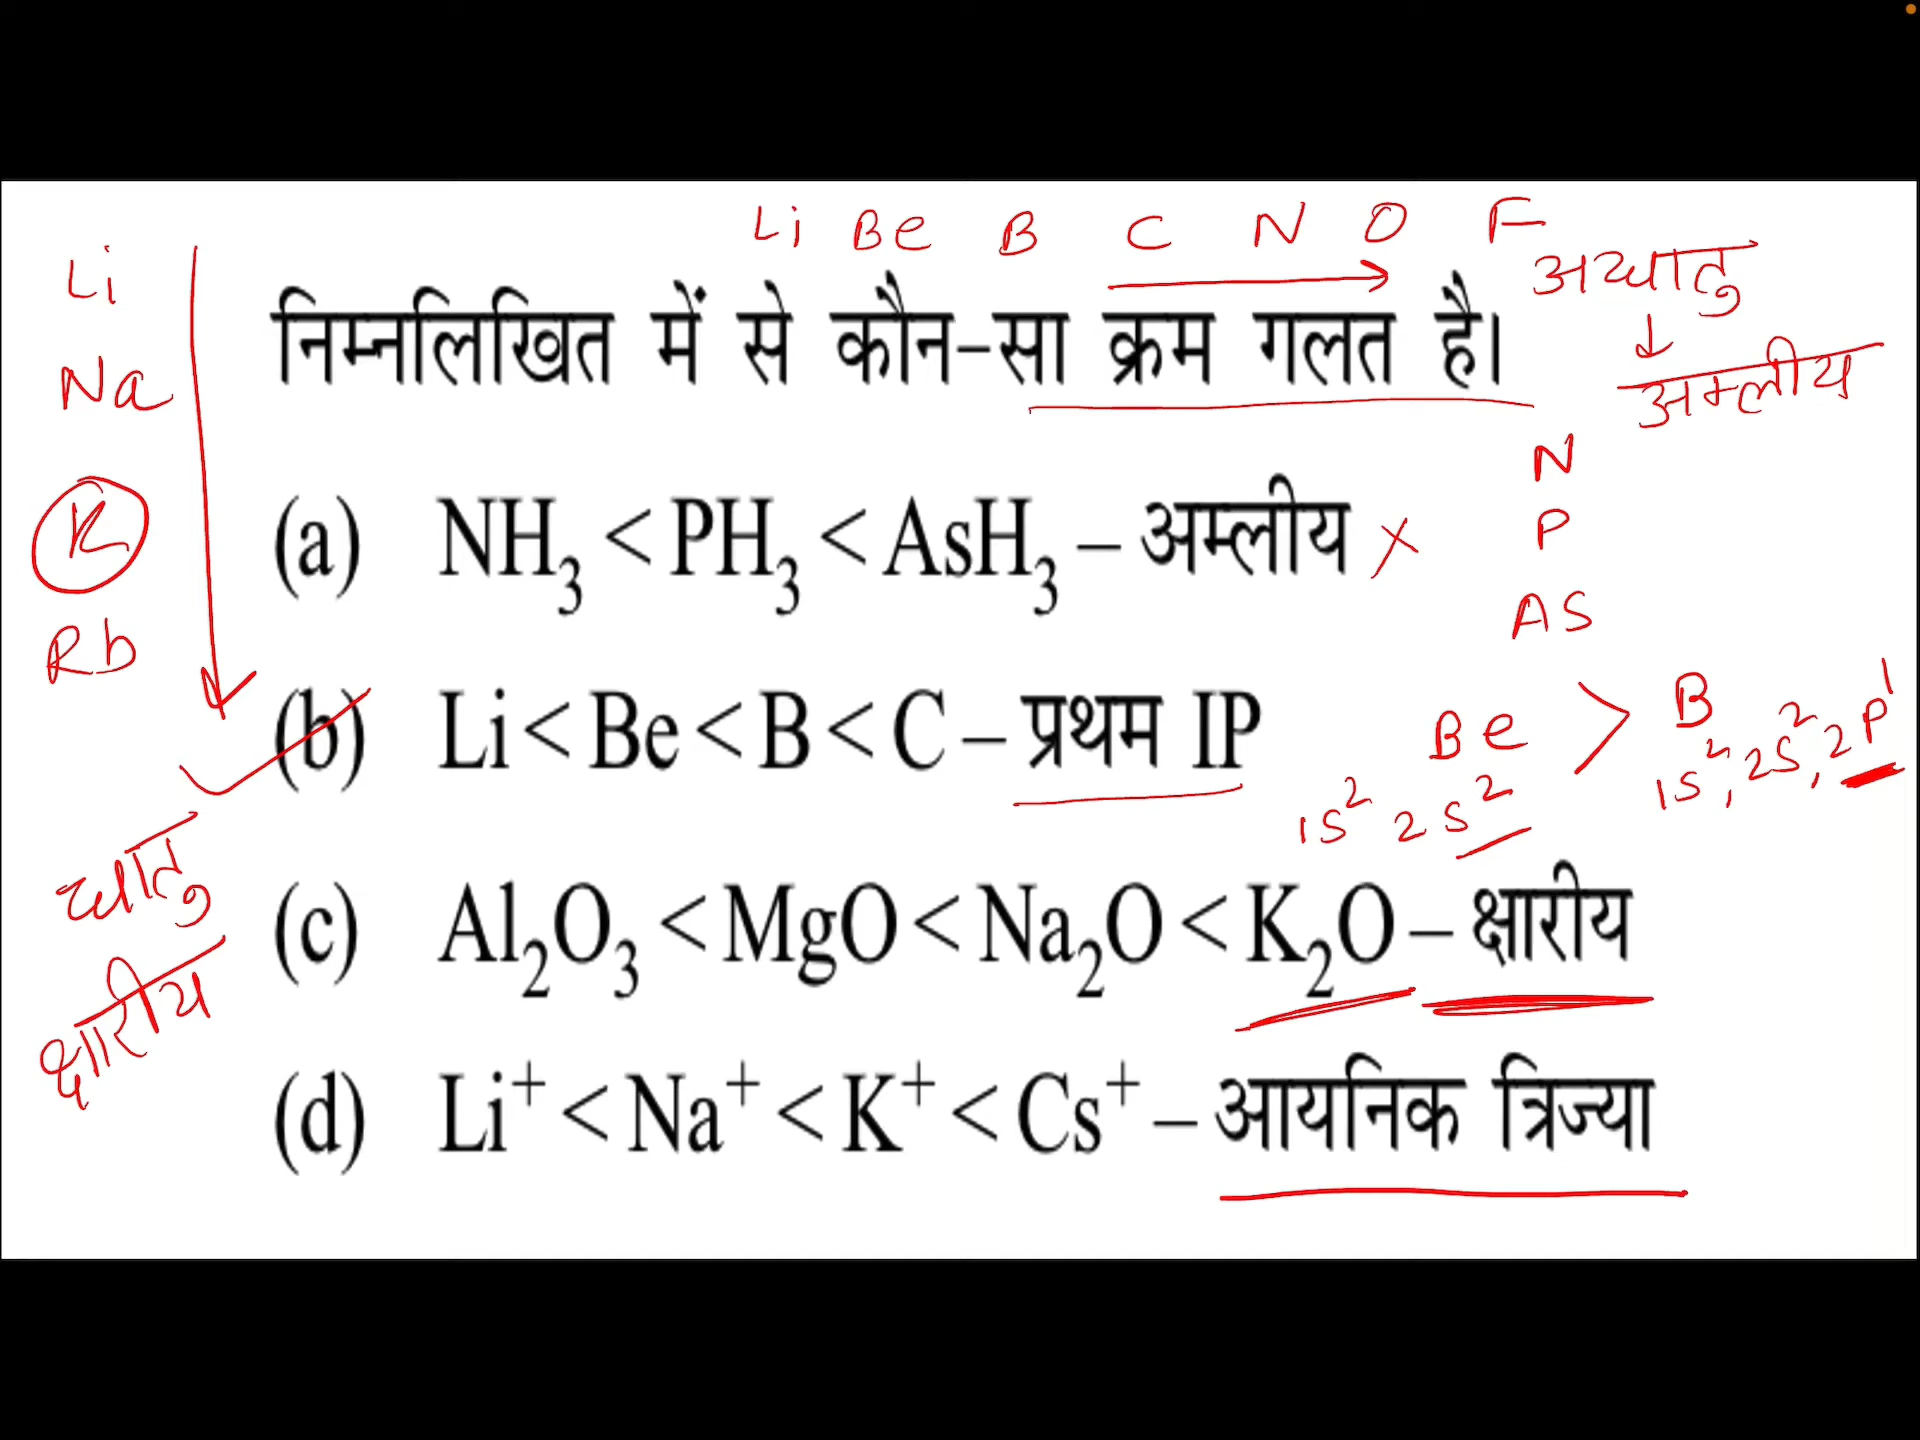 Li Be B C N O F
अधातु
↓
अम्लीय
Li
Na
K
Rb
निम्नलिखित में से कौन-सा क्रम गलत है।
N
P
As
(a) NH₃ < PH₃ < AsH₃ – अम्लीय ×
(b) Li < Be < B < C – प्रथम IP
Be > B
1s² 2s² 1s², 2s², 2p¹
धातु
क्षारीय
(c) Al₂O₃ < MgO < Na₂O < K₂O – क्षारीय
(d) Li⁺ < Na⁺ < K⁺ < Cs⁺ – आयनिक त्रिज्या